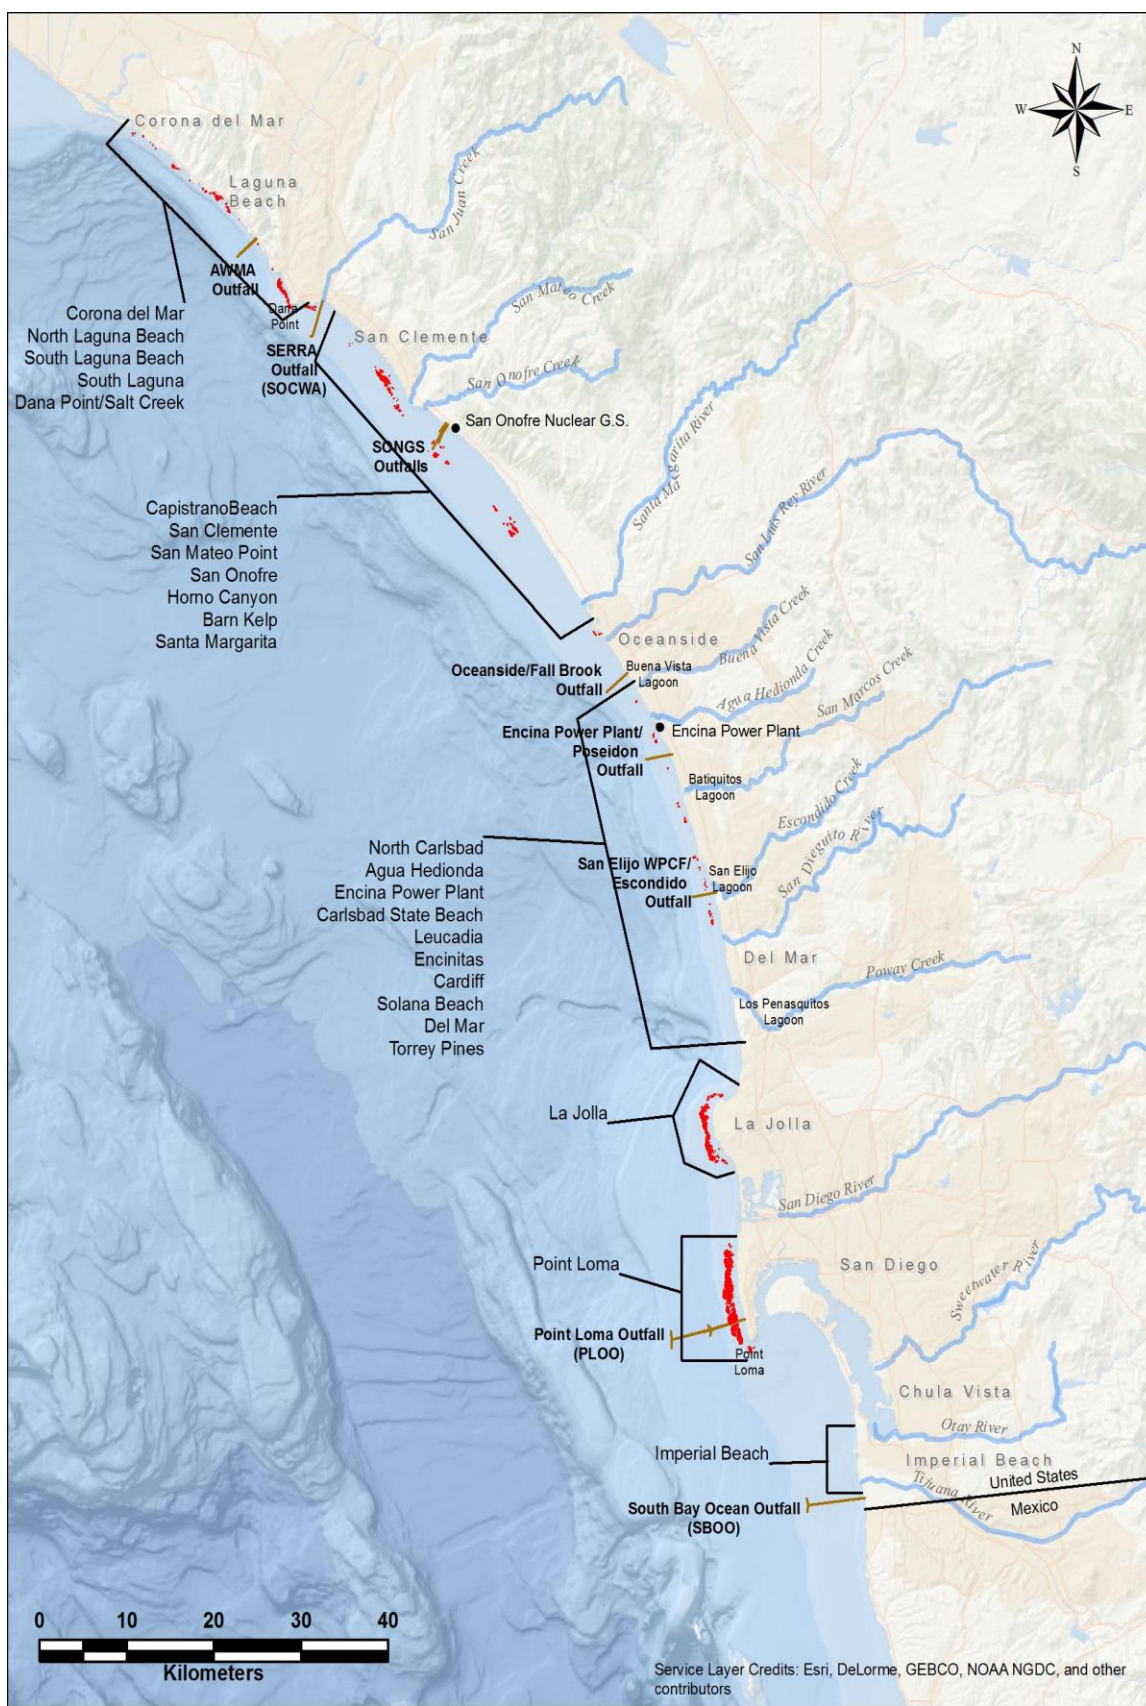 N
W E
S
Corona del Mar
Laguna
Beach
San Juan Creek
AWMA
Outfall
San Mateo Creek
Dana
Point
Corona del Mar
North Laguna Beach
South Laguna Beach
South Laguna
Dana Point/Salt Creek
San Clemente
SERRA
Outfall
(SOCWA)
San Onofre Creek
San Onofre Nuclear G.S.
SONGS
Outfalls
Santa Margarita River
San Luis Rey River
CapistranoBeach
San Clemente
San Mateo Point
San Onofre
Horno Canyon
Barn Kelp
Santa Margarita
Oceanside
Buena Vista Creek
Oceanside/Fall Brook
Outfall
Buena Vista
Lagoon
Agua Hedionda Creek
San Marcos Creek
Encina Power Plant/
Poseidon
Outfall
Encina Power Plant
Batiquitos
Lagoon
Escondido Creek
San Dieguito River
North Carlsbad
Agua Hedionda
Encina Power Plant
Carlsbad State Beach
Leucadia
Encinitas
Cardiff
Solana Beach
Del Mar
Torrey Pines
San Elijo WPCF/
Escondido
Outfall
San Elijo
Lagoon
Del Mar
Poway Creek
Los Penasquitos
Lagoon
La Jolla
La Jolla
San Diego River
Point Loma
San Diego
Sweetwater River
Point Loma Outfall
(PLOO)
Point
Loma
Chula Vista
Otay River
Imperial Beach
Imperial Beach
Tijuana River
United States
Mexico
South Bay Ocean Outfall
(SBOO)
0 10 20 30 40
Kilometers
Service Layer Credits: Esri, DeLorme, GEBCO, NOAA NGDC, and other
contributors